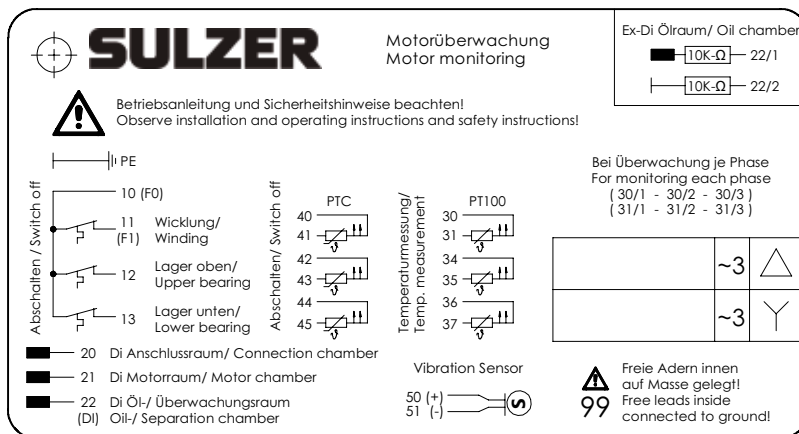 SULZER
Motorüberwachung
Motor monitoring
Ex-Di Ölraum/ Oil chamber
10K-Ω 22/1
10K-Ω 22/2
Betriebsanleitung und Sicherheitshinweise beachten!
Observe installation and operating instructions and safety instructions!
PE
Abschalten / Switch off
10 (F0)
11 (F1) Wicklung/ Winding
12 Lager oben/ Upper bearing
13 Lager unten/ Lower bearing
Abschalten/ Switch off
PTC
40
41
42
43
44
45
Temperaturmessung/
Temp. measurement
PT100
30
31
34
35
36
37
Bei Überwachung je Phase
For monitoring each phase
( 30/1 - 30/2 - 30/3 )
( 31/1 - 31/2 - 31/3 )
~3
~3
20 Di Anschlussraum/ Connection chamber
21 Di Motorraum/ Motor chamber
22 Di Öl-/ Überwachungsraum
(DI) Oil-/ Separation chamber
Vibration Sensor
50 (+)
51 (-)
S
99
Freie Adern innen
auf Masse gelegt!
Free leads inside
connected to ground!